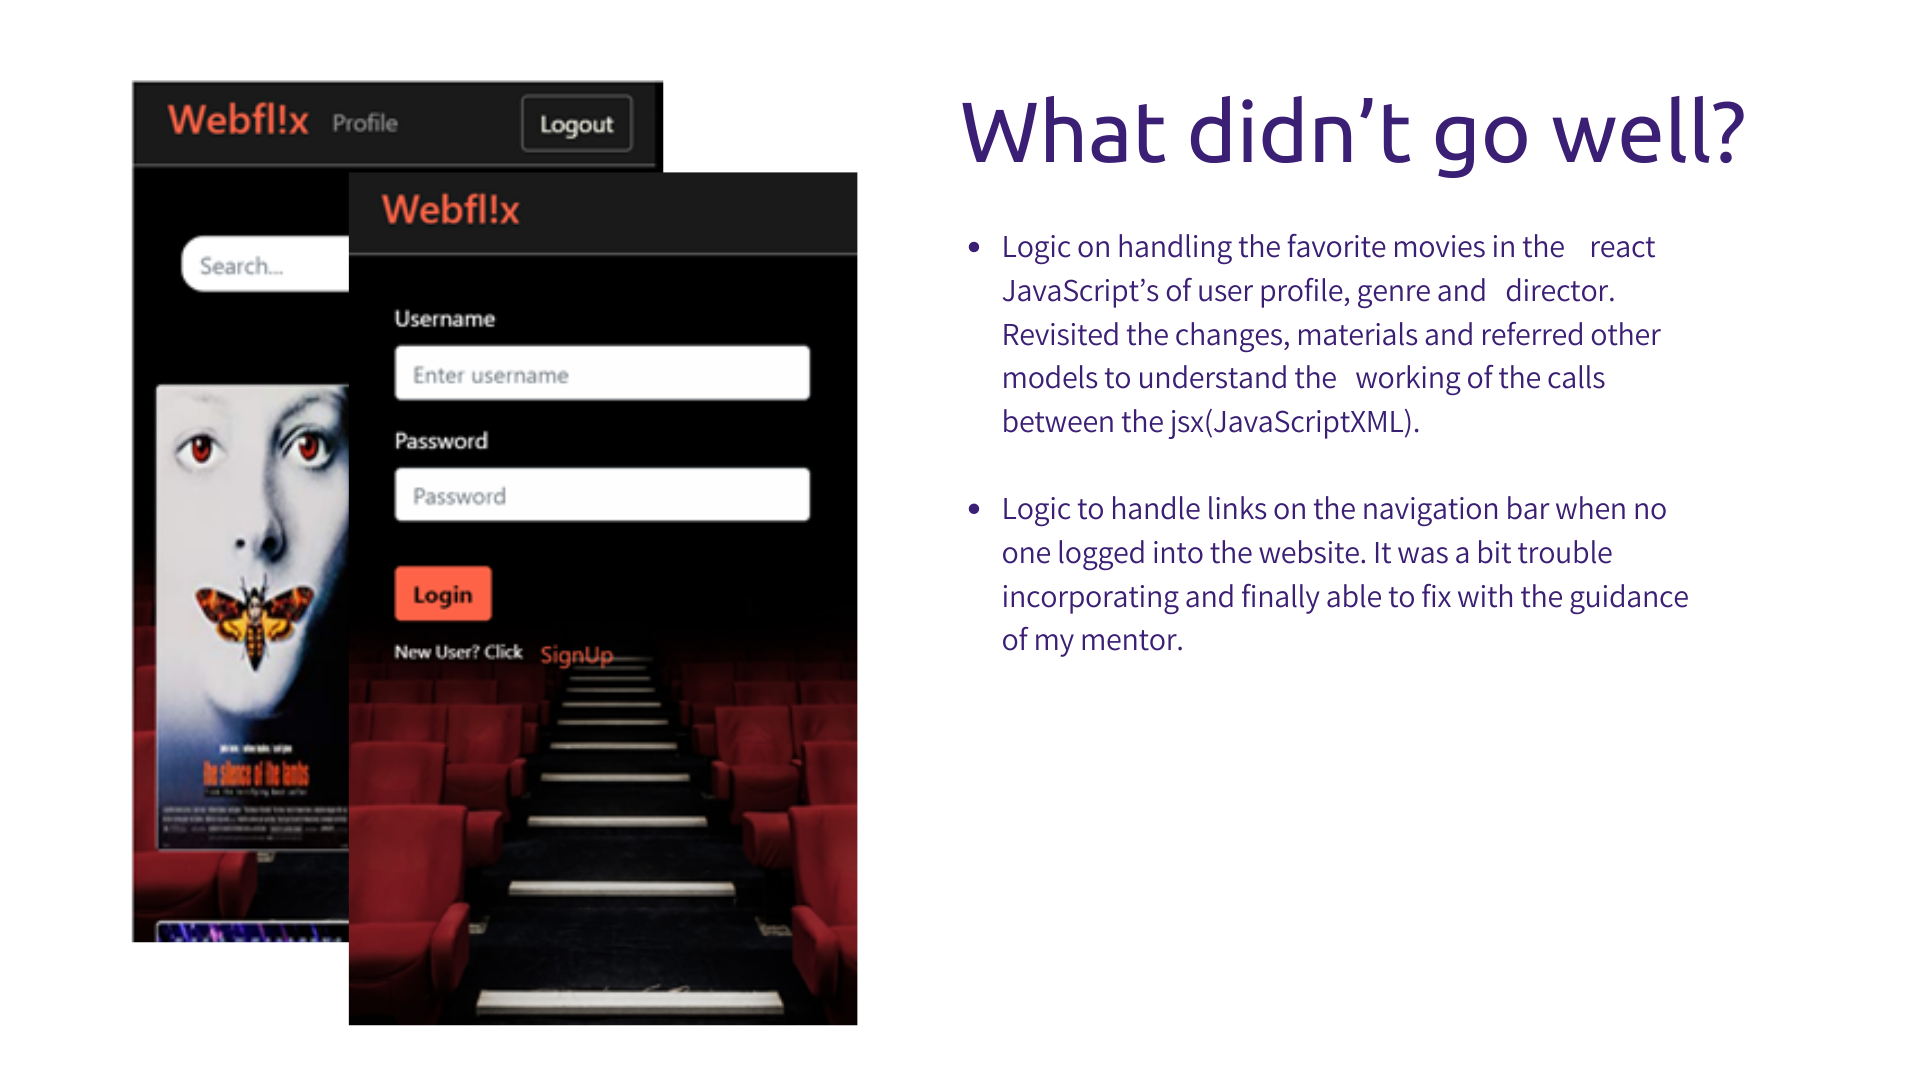 Webfl!x Profile Logout
Search...
the silence of the lambs
Webfl!x
Username
Enter username
Password
Password
Login
New User? Click SignUp
What didn’t go well?
• Logic on handling the favorite movies in the react
JavaScript’s of user profile, genre and director.
Revisited the changes, materials and referred other
models to understand the working of the calls
between the jsx(JavaScriptXML).
• Logic to handle links on the navigation bar when no
one logged into the website. It was a bit trouble
incorporating and finally able to fix with the guidance
of my mentor.